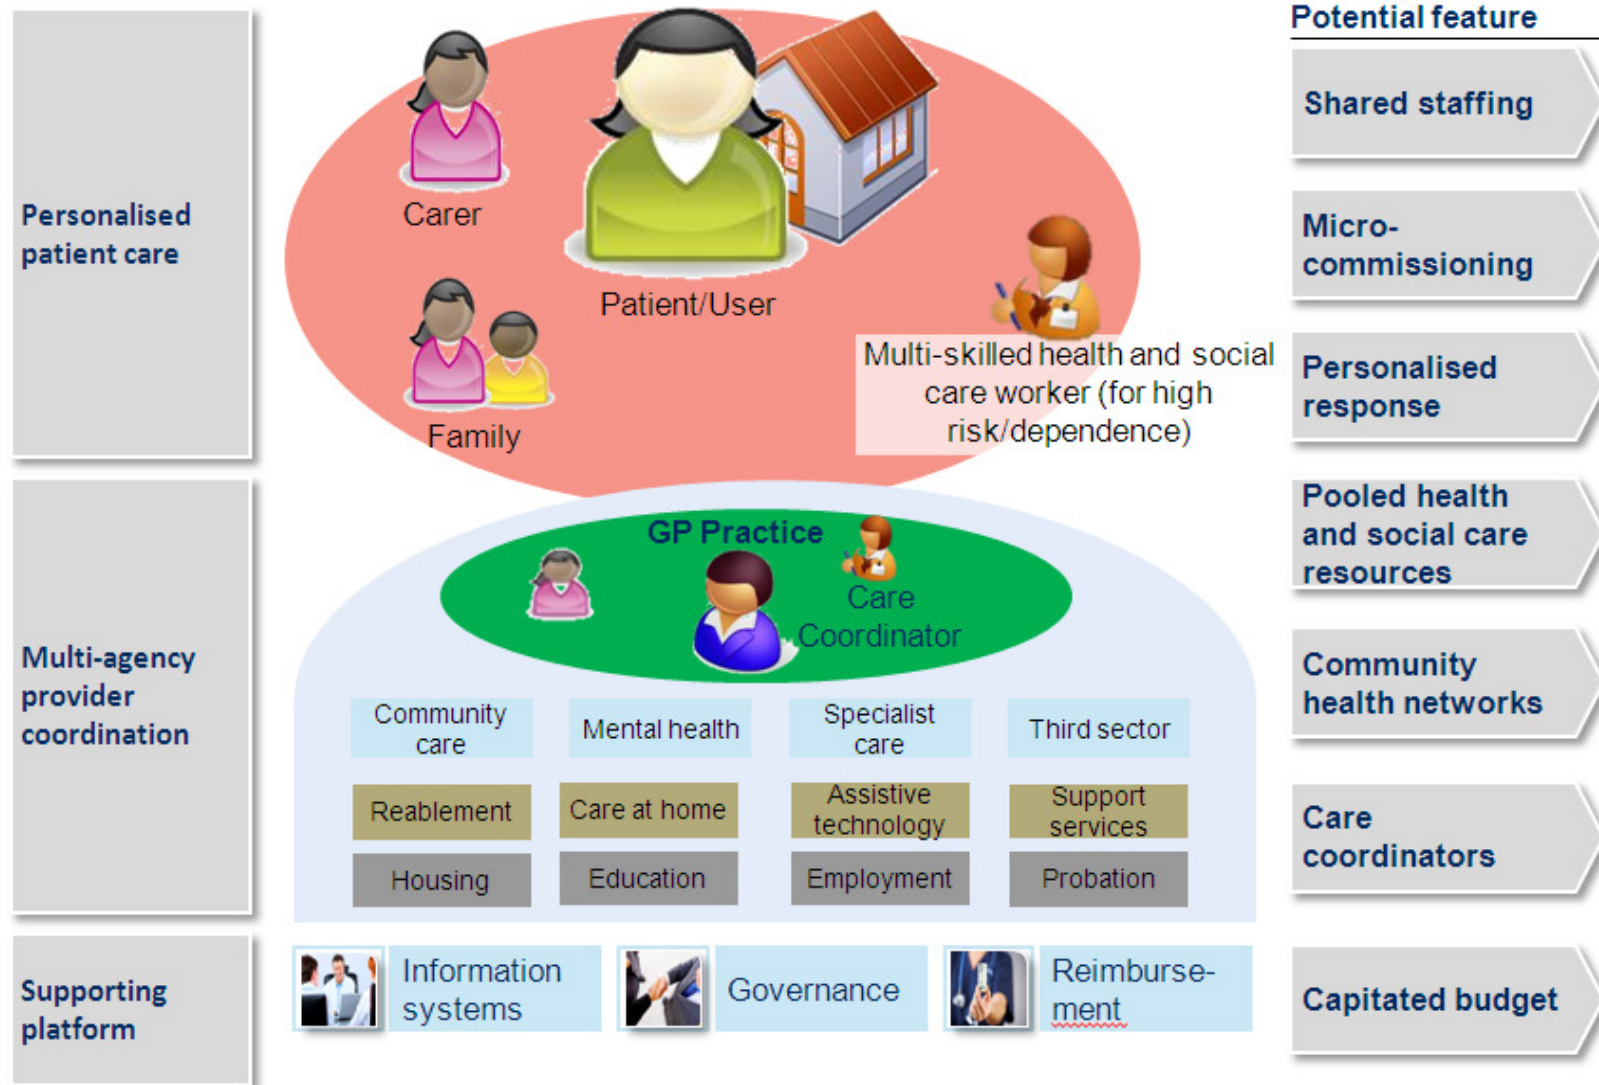 Potential feature
Personalised
patient care
Carer
Patient/User
Family
Multi-skilled health and social
care worker (for high
risk/dependence)
Shared staffing
Micro-
commissioning
Personalised
response
Multi-agency
provider
coordination
GP Practice
Care
Coordinator
Community
care
Mental health
Specialist
care
Third sector
Reablement
Care at home
Assistive
technology
Support
services
Housing
Education
Employment
Probation
Pooled health
and social care
resources
Community
health networks
Care
coordinators
Supporting
platform
Information
systems
Governance
Reimburse-
ment
Capitated budget